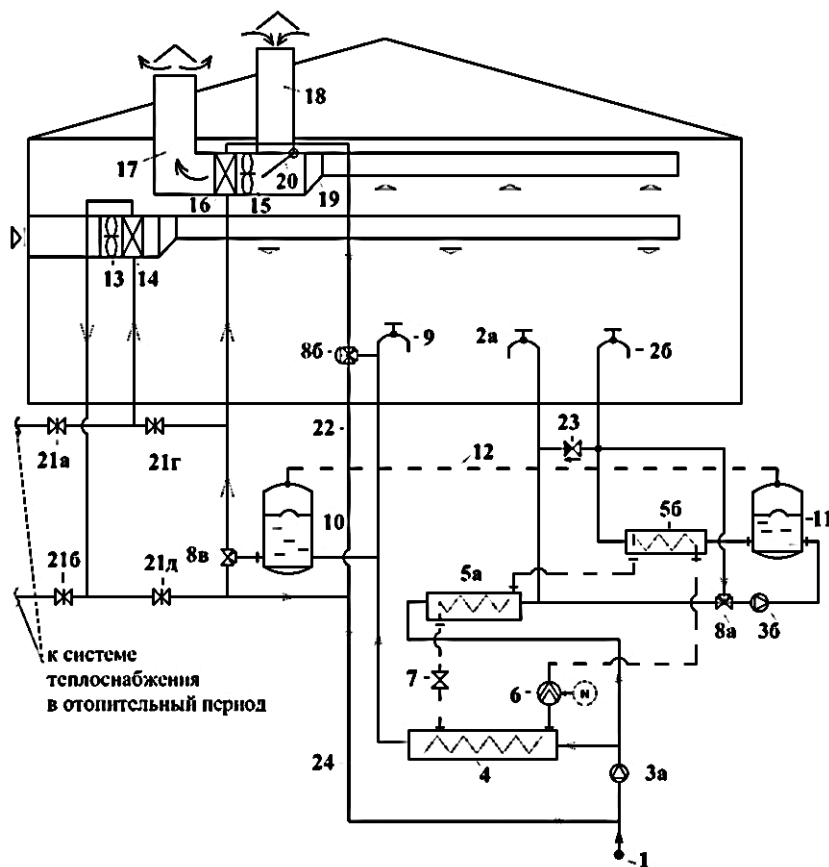 18
17
20
16
15
19
13
14
8б
9
2а
2б
22
23
21а
21г
12
10
5б
11
8в
21б
21д
5а
8а
3б
к системе
теплоснабжения
в отопительный период
7
6
N
24
4
3а
1